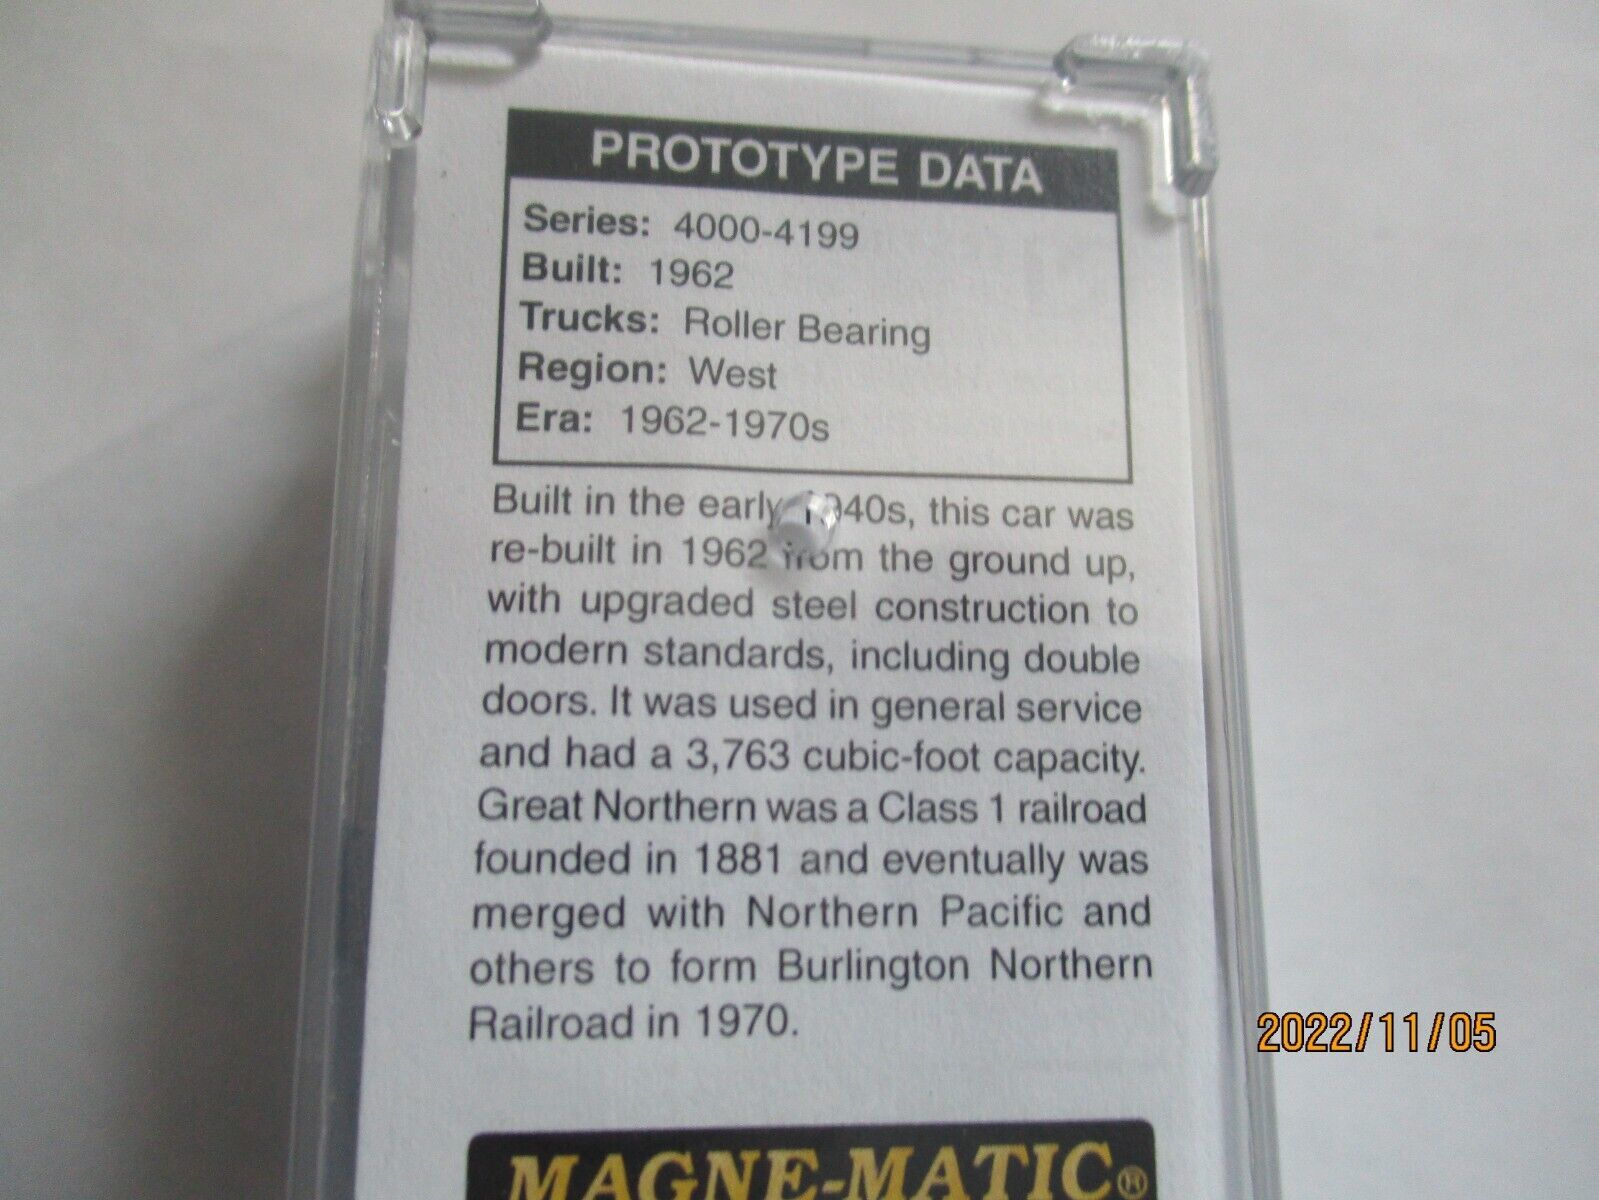 PROTOTYPE DATA
Series: 4000-4199
Built: 1962
Trucks: Roller Bearing
Region: West
Era: 1962-1970s
Built in the early 1940s, this car was
re-built in 1962 from the ground up,
with upgraded steel construction to
modern standards, including double
doors. It was used in general service
and had a 3,763 cubic-foot capacity.
Great Northern was a Class 1 railroad
founded in 1881 and eventually was
merged with Northern Pacific and
others to form Burlington Northern
Railroad in 1970.
MAGNE-MATIC®
2022/11/05